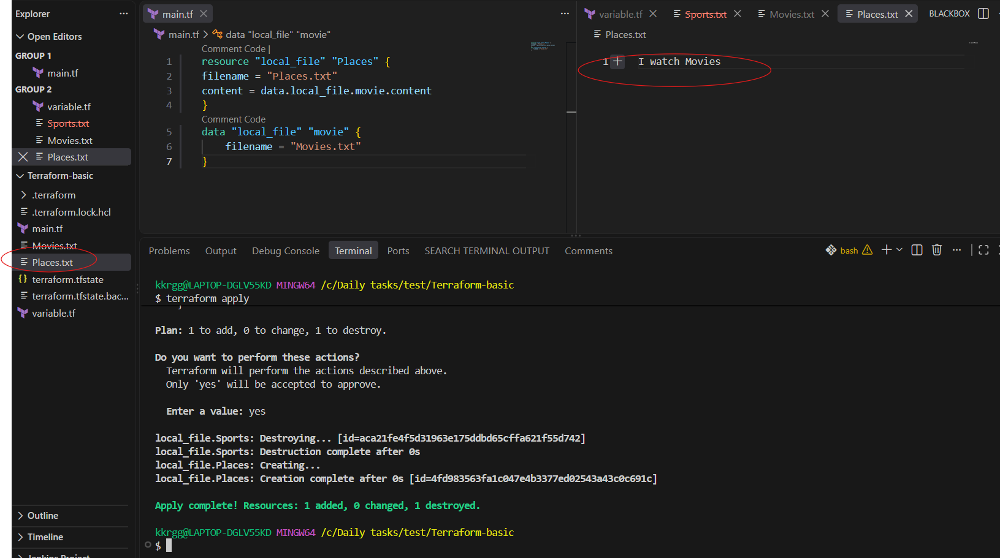 Explorer
Open Editors
GROUP 1
main.tf
GROUP 2
variable.tf
Sports.txt
Movies.txt
Places.txt
Terraform-basic
.terraform
.terraform.lock.hcl
main.tf
Movies.txt
Places.txt
terraform.tfstate
terraform.tfstate.bac...
variable.tf
Outline
Timeline
Jenkins Project
main.tf
main.tf > data "local_file" "movie"
Comment Code |
1 resource "local_file" "Places" {
2 filename = "Places.txt"
3 content = data.local_file.movie.content
4 }
Comment Code
5 data "local_file" "movie" {
6 filename = "Movies.txt"
7 }
variable.tf Sports.txt Movies.txt Places.txt BLACKBOX
Places.txt
1 I watch Movies
Problems Output Debug Console Terminal Ports SEARCH TERMINAL OUTPUT Comments bash
kkrgg@LAPTOP-DGLV55KD MINGW64 /c/Daily tasks/test/Terraform-basic
$ terraform apply
}
Plan: 1 to add, 0 to change, 1 to destroy.
Do you want to perform these actions?
Terraform will perform the actions described above.
Only 'yes' will be accepted to approve.
Enter a value: yes
local_file.Sports: Destroying... [id=aca21fe4f5d31963e175ddbd65cffa621f55d742]
local_file.Sports: Destruction complete after 0s
local_file.Places: Creating...
local_file.Places: Creation complete after 0s [id=4fd983563fa1c047e4b3377ed02543a43c0c691c]
Apply complete! Resources: 1 added, 0 changed, 1 destroyed.
kkrgg@LAPTOP-DGLV55KD MINGW64 /c/Daily tasks/test/Terraform-basic
$